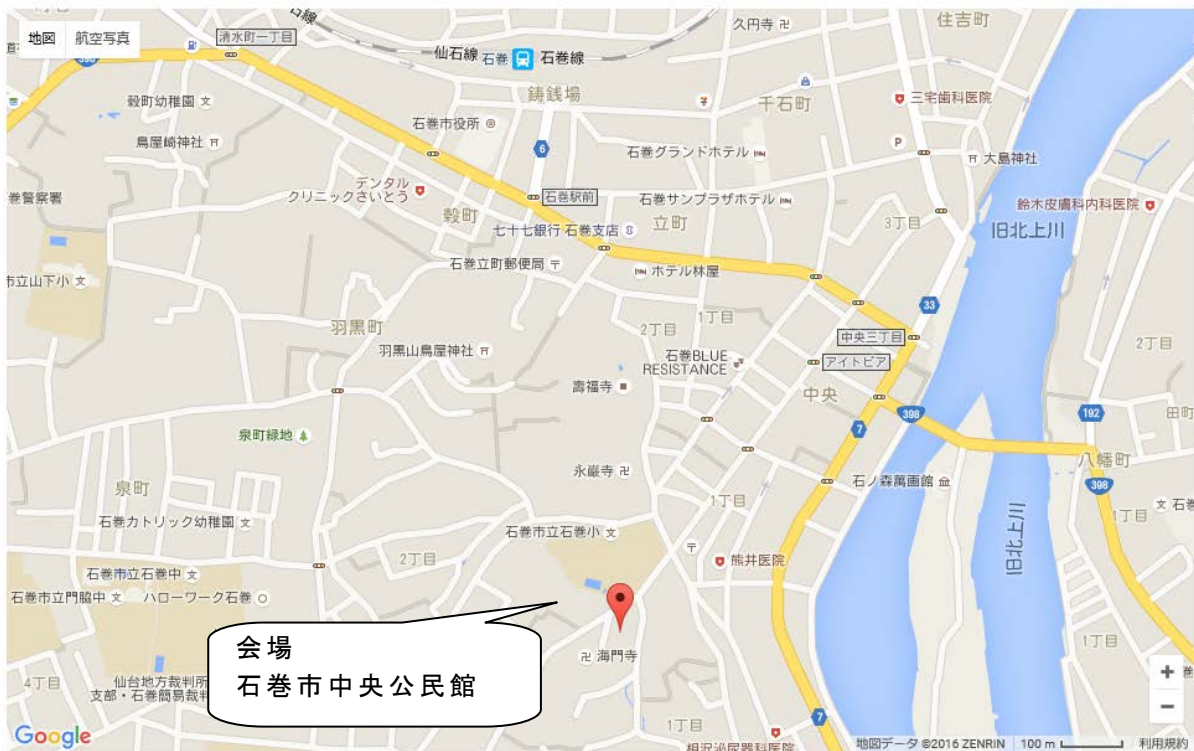 地図 航空写真
清水町一丁目
石線
久円寺
住吉町
398
仙石線 石巻 石巻線
穀町幼稚園
鋳銭場
千石町
三宅歯科医院
鳥屋崎神社
石巻市役所
6
P
石巻グランドホテル
大島神社
巻警察署
デンタル
クリニックさいとう
石巻駅前
石巻サンプラザホテル
鈴木皮膚科内科医院
穀町
七十七銀行 石巻支店
立町
3丁目
旧北上川
石巻立町郵便局
ホテル林屋
市立山下小
33
羽黒町
2丁目
1丁目
中央三丁目
2丁目
羽黒山鳥屋神社
石巻BLUE
RESISTANCE
アイトピア
壽福寺
中央
398
192
田町
泉町緑地
7
八幡町
永巌寺
石ノ森萬画館
398
泉町
1丁目
石巻
石巻カトリック幼稚園
石巻市立石巻小
1丁目
旧北上川
2丁目
熊井医院
石巻市立石巻中
石巻市立門脇中
ハローワーク石巻
会場
石巻市中央公民館
海門寺
1丁目
4丁目
仙台地方裁判所
支部・石巻簡易裁判
+
−
1丁目
7
相沢泌尿器科医院
Google
地図データ ©2016 ZENRIN
100 m
利用規約